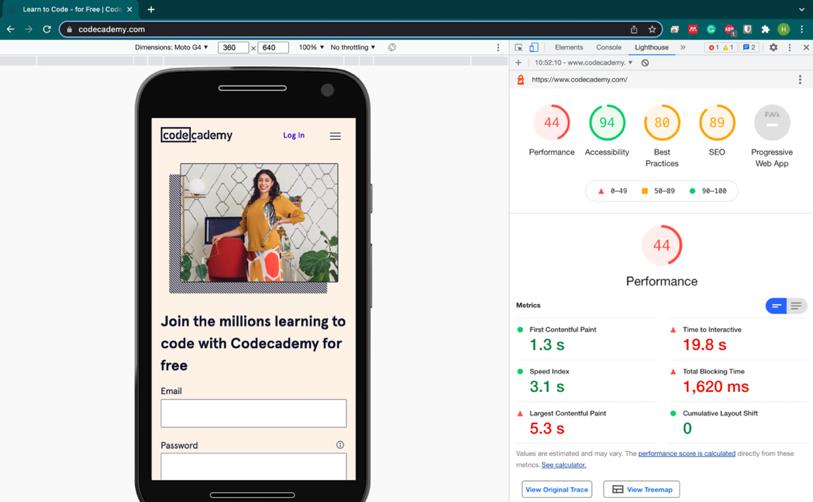 Learn to Code - for Free | Code
codecademy.com
Dimensions: Moto G4 ▼ 360 × 640 100% ▼ No throttling ▼
Elements Console Lighthouse » 1 1 2
10:52:10 - www.codecademy. ▼
https://www.codecademy.com/
codecademy
Log In
Join the millions learning to
code with Codecademy for
free
Email
Password
44 94 80 89
Performance Accessibility Best Practices SEO Progressive Web App
0–49 50–89 90–100
44
Performance
Metrics
First Contentful Paint
1.3 s
Time to Interactive
19.8 s
Speed Index
3.1 s
Total Blocking Time
1,620 ms
Largest Contentful Paint
5.3 s
Cumulative Layout Shift
0
Values are estimated and may vary. The performance score is calculated directly from these
metrics. See calculator.
View Original Trace View Treemap